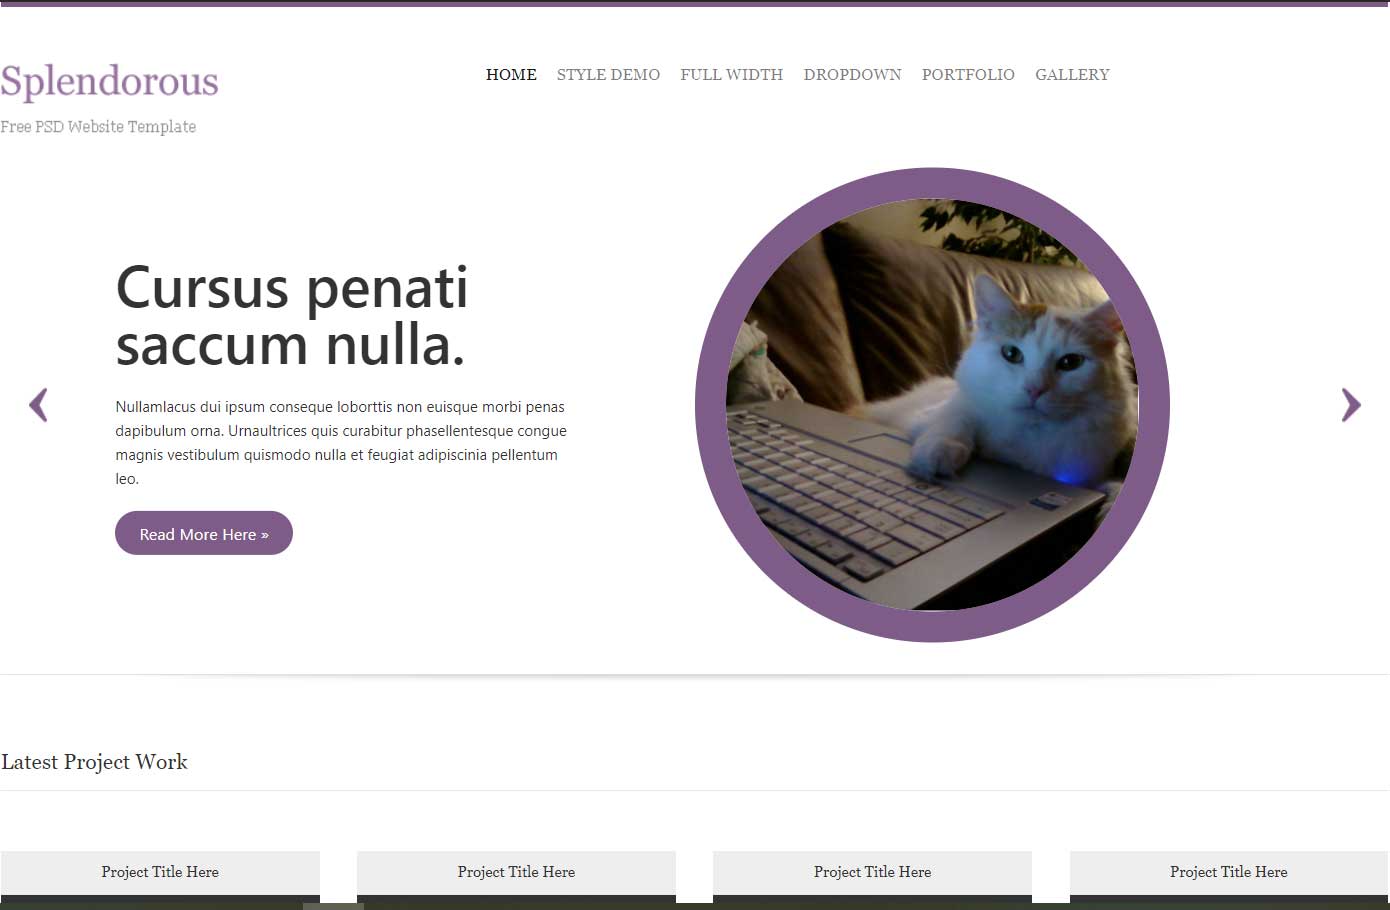 Splendorous
Free PSD Website Template
HOME STYLE DEMO FULL WIDTH DROPDOWN PORTFOLIO GALLERY
Cursus penati
saccum nulla.
Nullamlacus dui ipsum conseque loborttis non euisque morbi penas
dapibulum orna. Urnaultrices quis curabitur phasellentesque congue
magnis vestibulum quismodo nulla et feugiat adipiscinia pellentum
leo.
Read More Here »
Latest Project Work
Project Title Here
Project Title Here
Project Title Here
Project Title Here